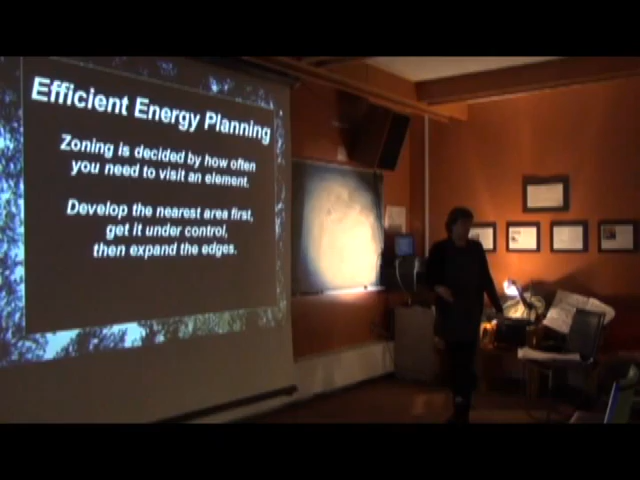 Efficient Energy Planning
Zoning is decided by how often
you need to visit an element.
Develop the nearest area first,
get it under control,
then expand the edges.